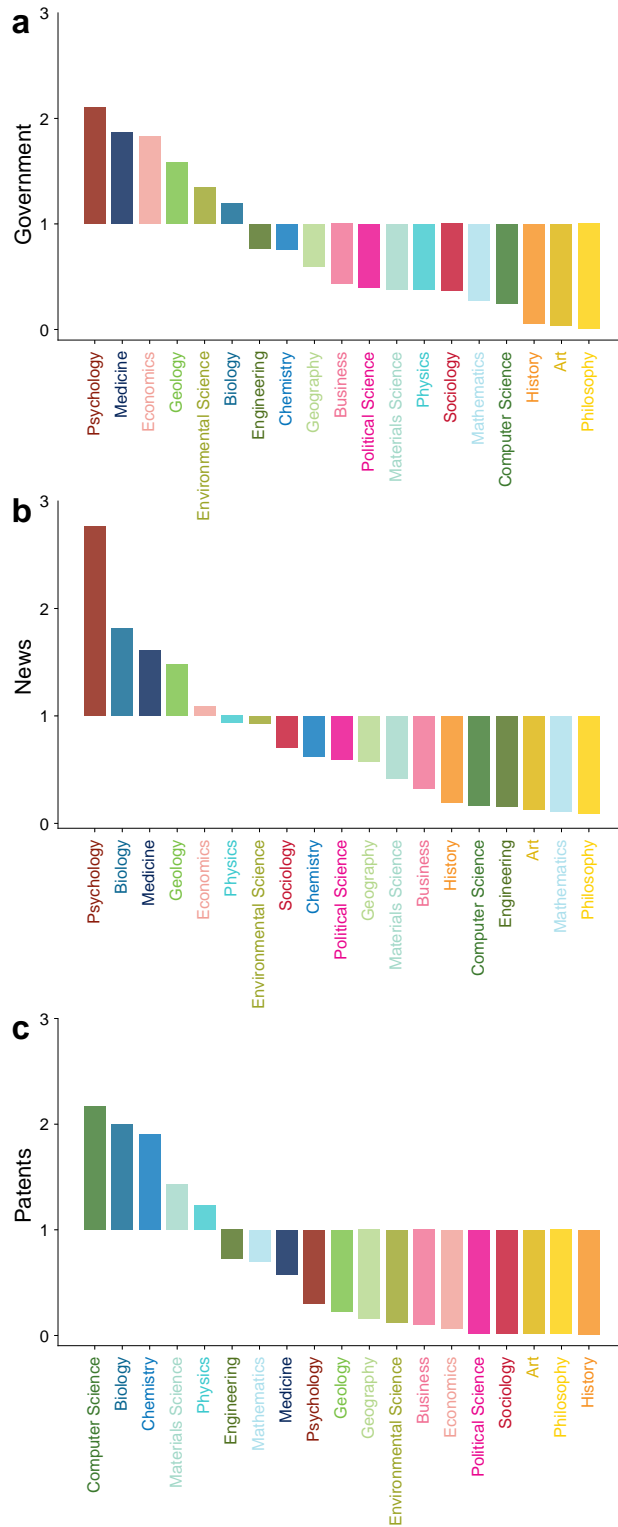 a
Government
3
2
1
0
Psychology
Medicine
Economics
Geology
Environmental Science
Biology
Engineering
Chemistry
Geography
Business
Political Science
Materials Science
Physics
Sociology
Mathematics
Computer Science
History
Art
Philosophy
b
News
3
2
1
0
Psychology
Biology
Medicine
Geology
Economics
Physics
Environmental Science
Sociology
Chemistry
Political Science
Geography
Materials Science
Business
History
Computer Science
Engineering
Art
Mathematics
Philosophy
c
Patents
3
2
1
0
Computer Science
Biology
Chemistry
Materials Science
Physics
Engineering
Mathematics
Medicine
Psychology
Geology
Geography
Environmental Science
Business
Economics
Political Science
Sociology
Art
Philosophy
History